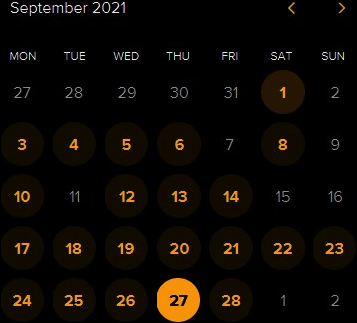 September 2021
MON TUE WED THU FRI SAT SUN
27 28 29 30 31 1 2
3 4 5 6 7 8 9
10 11 12 13 14 15 16
17 18 19 20 21 22 23
24 25 26 27 28 1 2